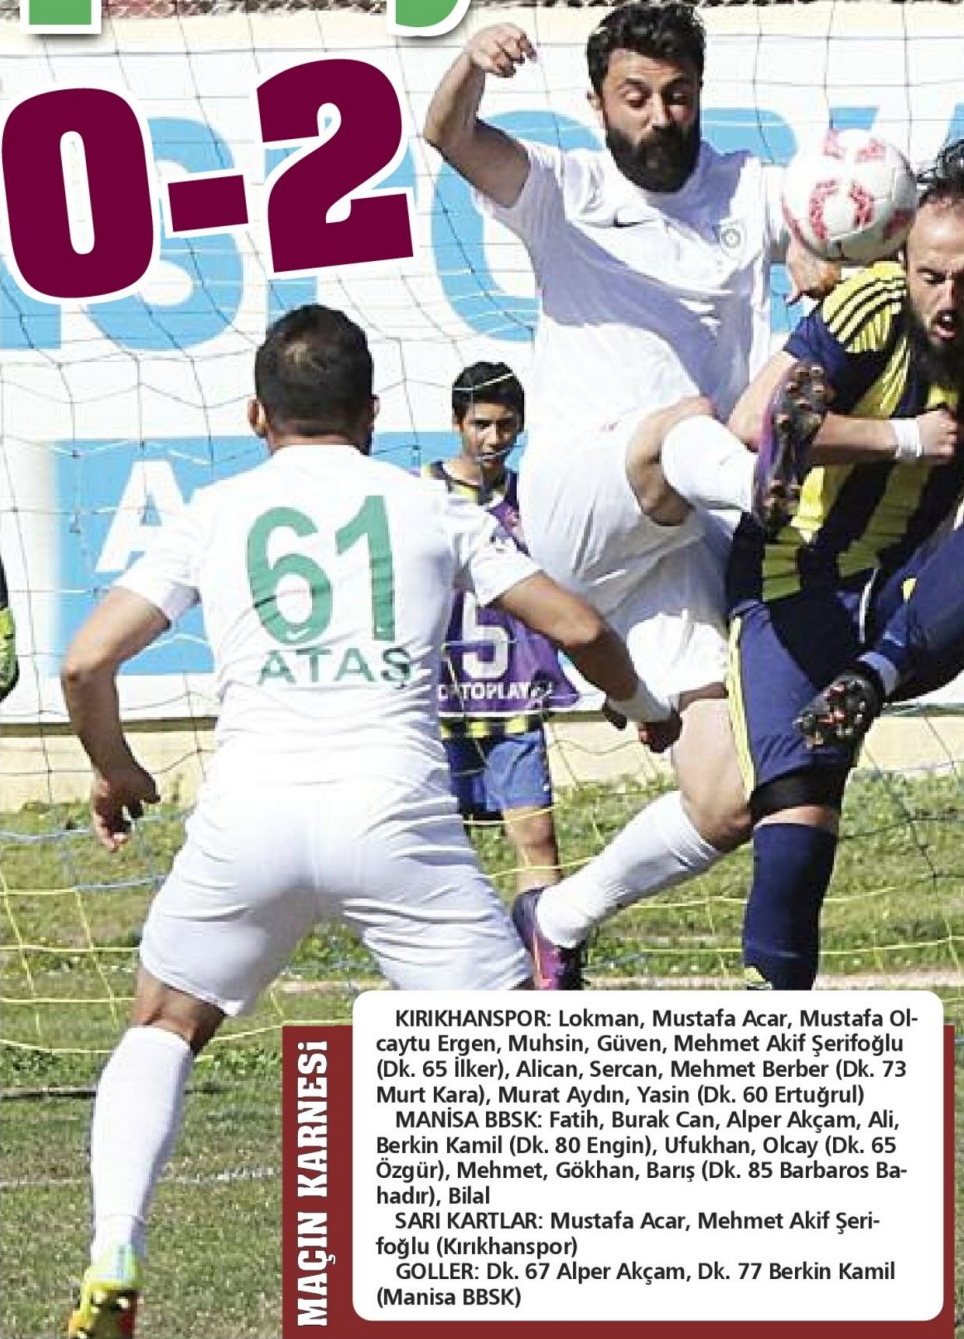 0-2
61
ATAŞ
5
MAÇIN KARNESİ
KIRIKHANSPOR: Lokman, Mustafa Acar, Mustafa Ol-
caytu Ergen, Muhsin, Güven, Mehmet Akif Şerifoğlu
(Dk. 65 İlker), Alican, Sercan, Mehmet Berber (Dk. 73
Murt Kara), Murat Aydın, Yasin (Dk. 60 Ertuğrul)
MANİSA BBSK: Fatih, Burak Can, Alper Akçam, Ali,
Berkin Kamil (Dk. 80 Engin), Ufukhan, Olcay (Dk. 65
Özgür), Mehmet, Gökhan, Barış (Dk. 85 Barbaros Ba-
hadır), Bilal
SARI KARTLAR: Mustafa Acar, Mehmet Akif Şeri-
foğlu (Kırıkhanspor)
GOLLER: Dk. 67 Alper Akçam, Dk. 77 Berkin Kamil
(Manisa BBSK)